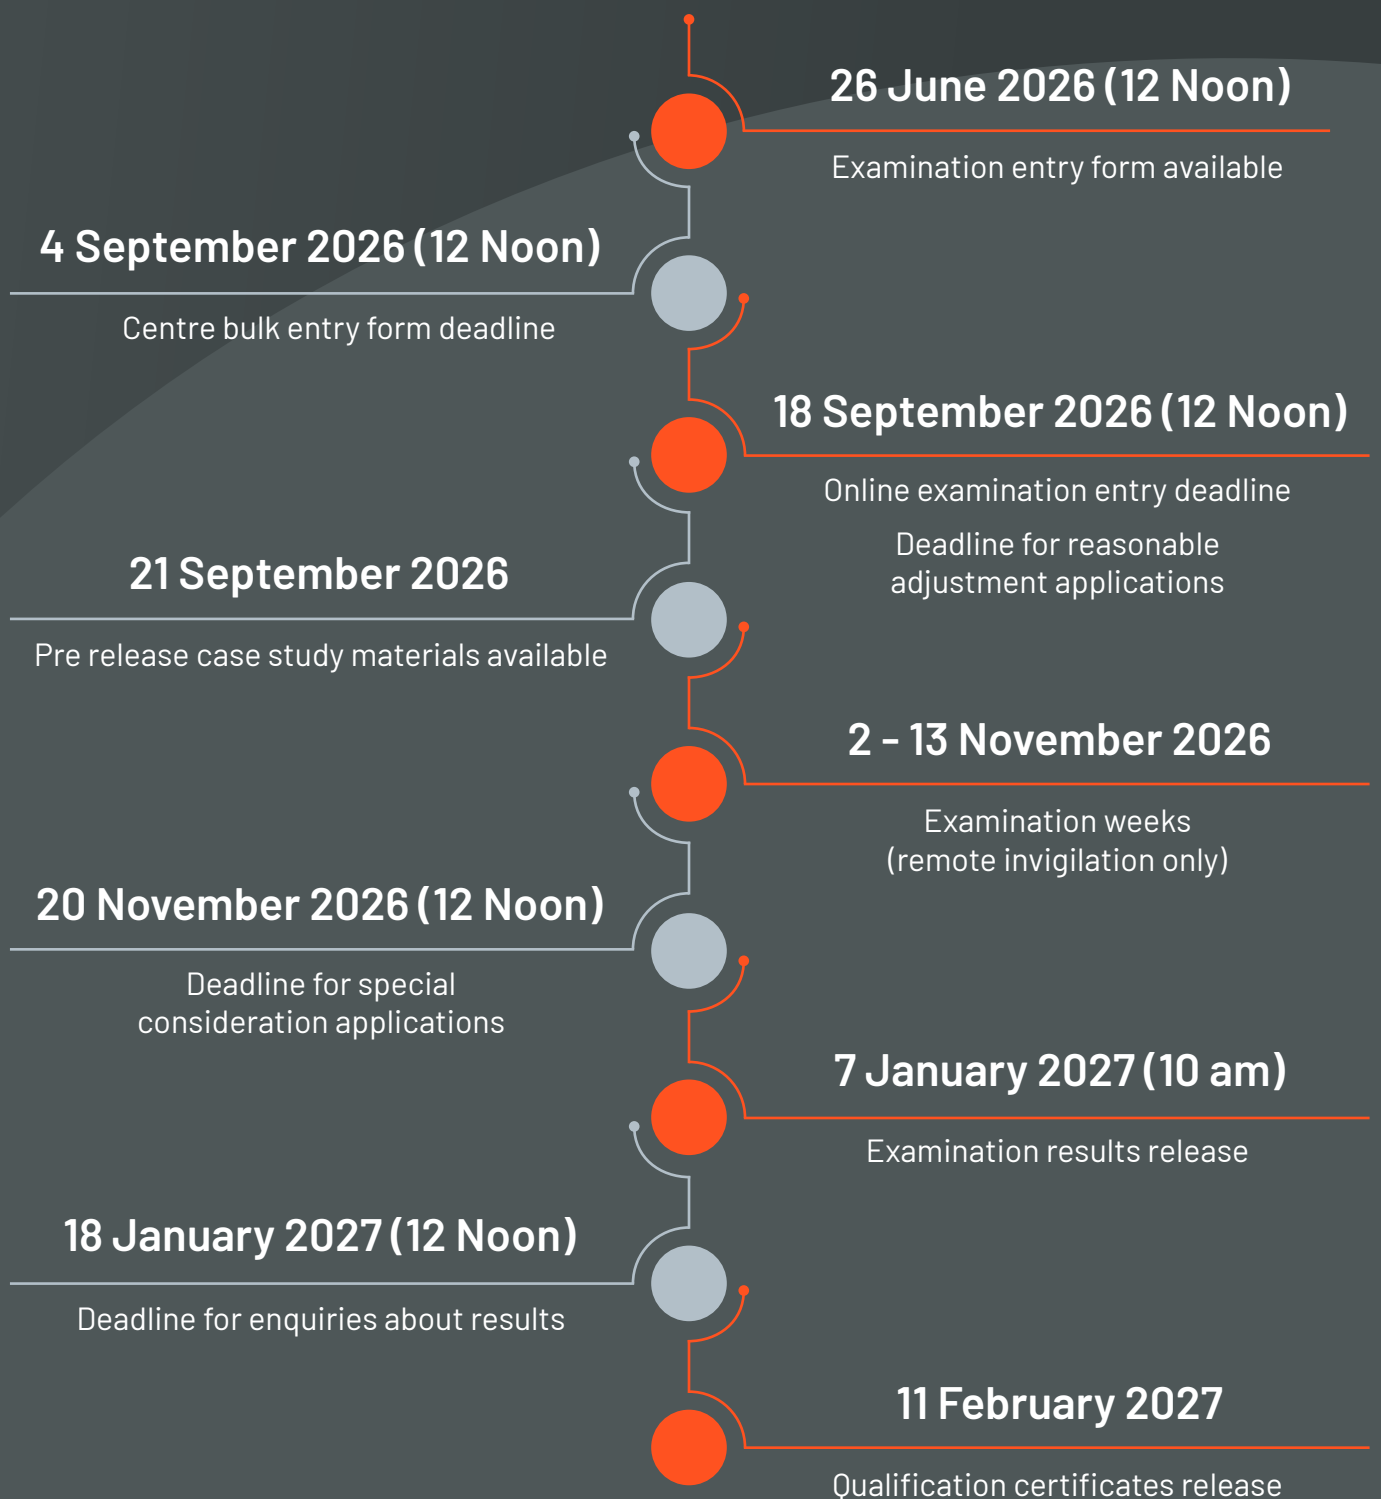 26 June 2026 (12 Noon)
Examination entry form available
4 September 2026 (12 Noon)
Centre bulk entry form deadline
18 September 2026 (12 Noon)
Online examination entry deadline
Deadline for reasonable
adjustment applications
21 September 2026
Pre release case study materials available
2 - 13 November 2026
Examination weeks
(remote invigilation only)
20 November 2026 (12 Noon)
Deadline for special
consideration applications
7 January 2027 (10 am)
Examination results release
18 January 2027 (12 Noon)
Deadline for enquiries about results
11 February 2027
Qualification certificates release